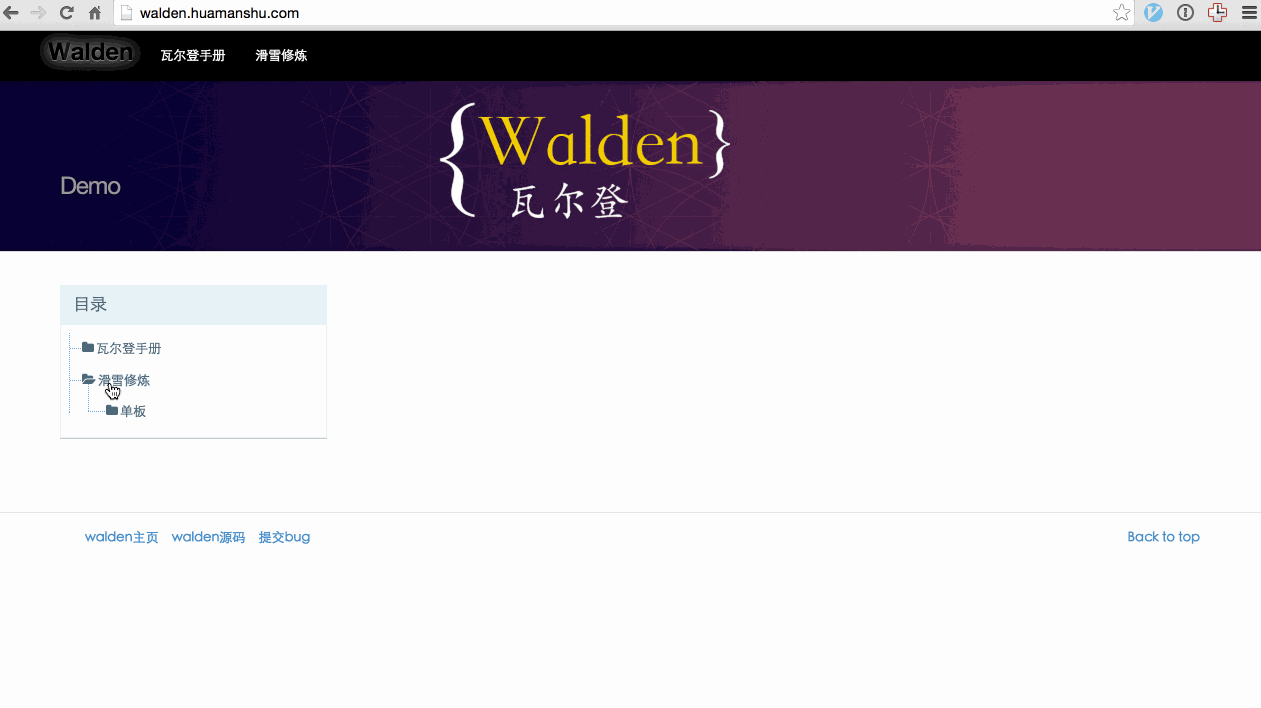 walden.huamanshu.com
Walden 瓦尔登手册 滑雪修炼
{Walden}
瓦尔登
Demo
目录
瓦尔登手册
滑雪修炼
单板
walden主页 walden源码 提交bug Back to top